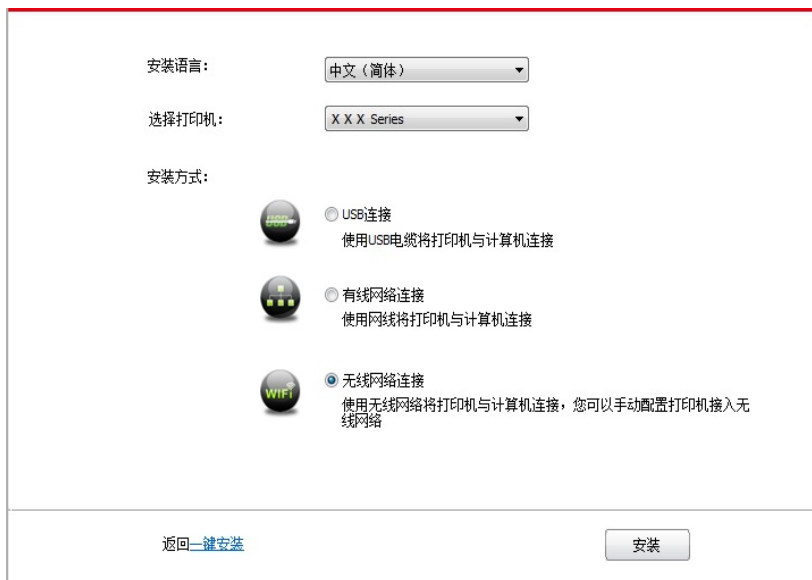 安装语言：
中文（简体）
选择打印机：
X X X Series
安装方式：
USB
USB连接
使用USB电缆将打印机与计算机连接
有线网络连接
使用网线将打印机与计算机连接
WiFi
无线网络连接
使用无线网络将打印机与计算机连接，您可以手动配置打印机接入无
线网络
返回一键安装
安装